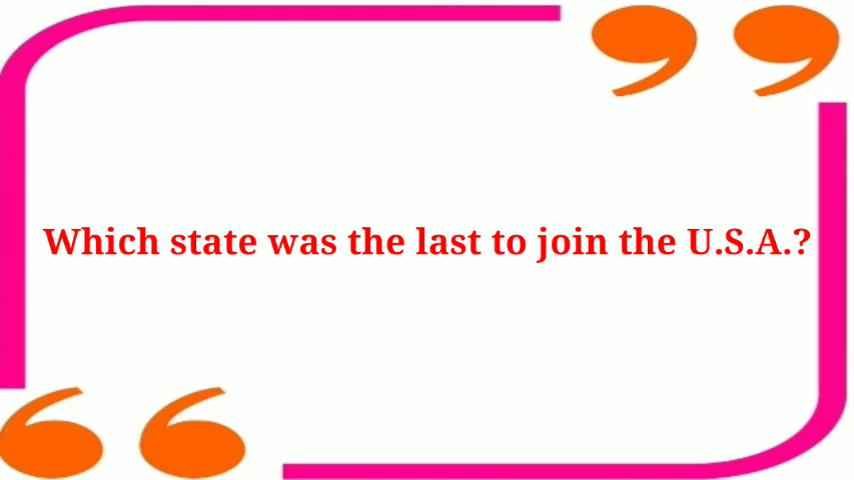 Which state was the last to join the U.S.A.?